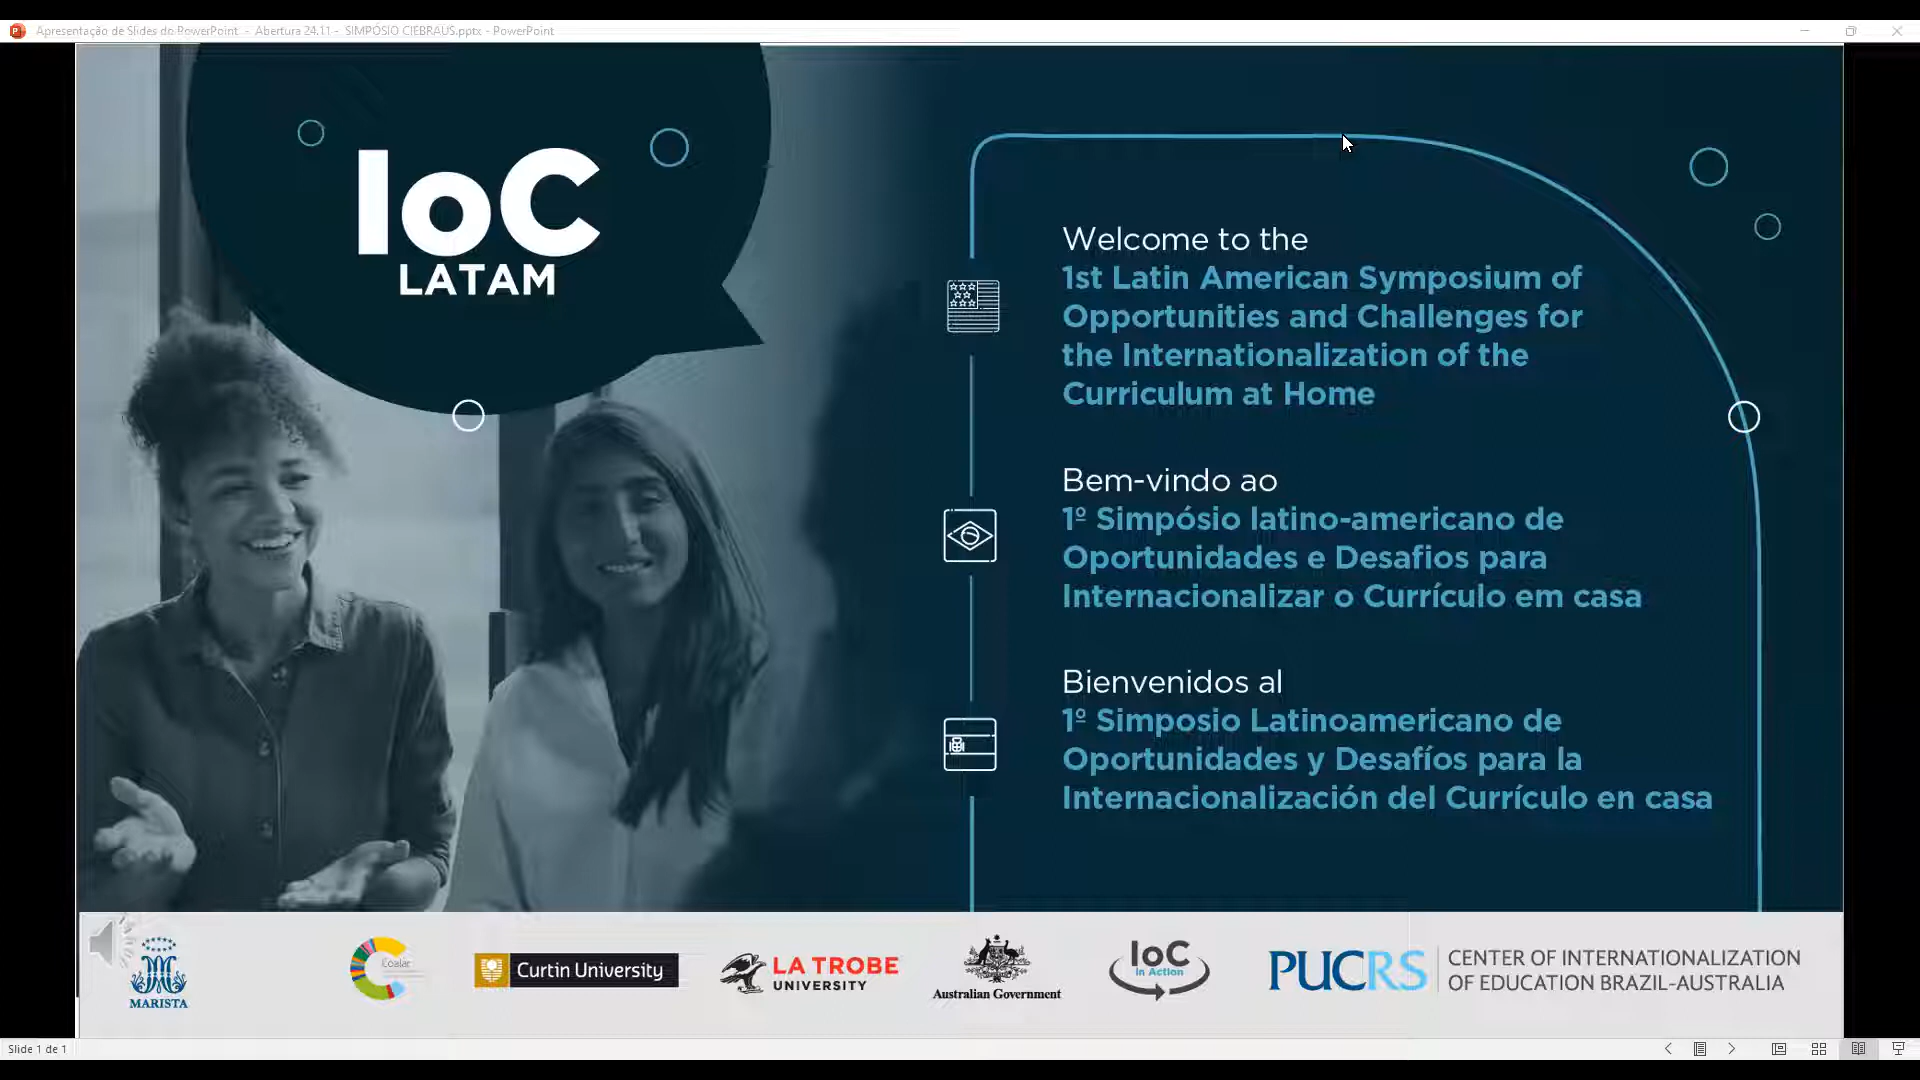 Apresentação de Slides do PowerPoint - Abertura 24.11 - SIMPÓSIO CIEBRAUS.pptx - PowerPoint
IoC
LATAM
Welcome to the
1st Latin American Symposium of
Opportunities and Challenges for
the Internationalization of the
Curriculum at Home
Bem-vindo ao
1º Simpósio latino-americano de
Oportunidades e Desafios para
Internacionalizar o Currículo em casa
Bienvenidos al
1º Simposio Latinoamericano de
Oportunidades y Desafíos para la
Internacionalización del Currículo en casa
MARISTA
Coalar
Curtin University
LA TROBE
UNIVERSITY
Australian Government
IoC
in Action
PUCRS
CENTER OF INTERNATIONALIZATION
OF EDUCATION BRAZIL-AUSTRALIA
Slide 1 de 1